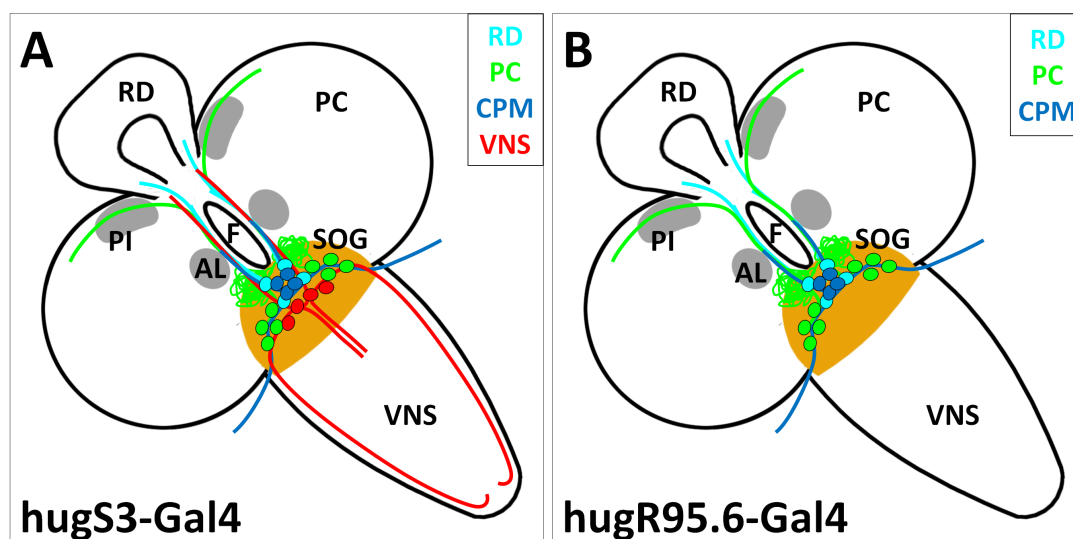 A
RD
PC
CPM
VNS
RD
PC
PI
F
AL
SOG
VNS
hugS3-Gal4
B
RD
PC
CPM
RD
PC
PI
F
AL
SOG
VNS
hugR95.6-Gal4